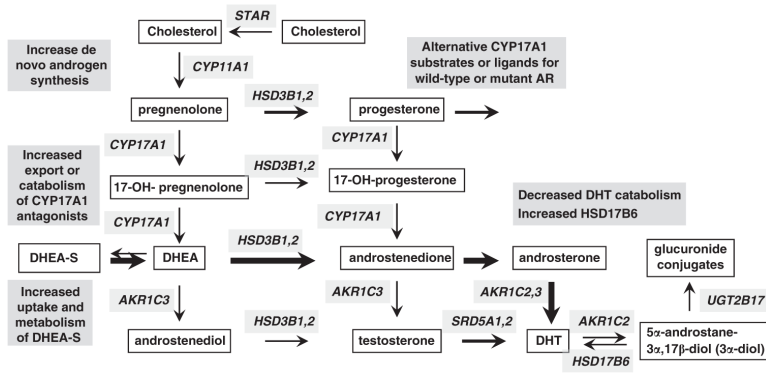 STAR
Cholesterol
Cholesterol
Increase de
novo androgen
synthesis
CYP11A1
Alternative CYP17A1
substrates or ligands for
wild-type or mutant AR
pregnenolone
HSD3B1,2
progesterone
CYP17A1
CYP17A1
Increased
export or
catabolism
of CYP17A1
antagonists
HSD3B1,2
17-OH- pregnenolone
17-OH-progesterone
Decreased DHT catabolism
Increased HSD17B6
CYP17A1
CYP17A1
HSD3B1,2
DHEA-S
DHEA
androstenedione
androsterone
glucuronide
conjugates
Increased
uptake and
metabolism
of DHEA-S
AKR1C3
AKR1C3
AKR1C2,3
UGT2B17
HSD3B1,2
SRD5A1,2
AKR1C2
androstenediol
testosterone
DHT
5α-androstane-
3α,17β-diol (3α-diol)
HSD17B6